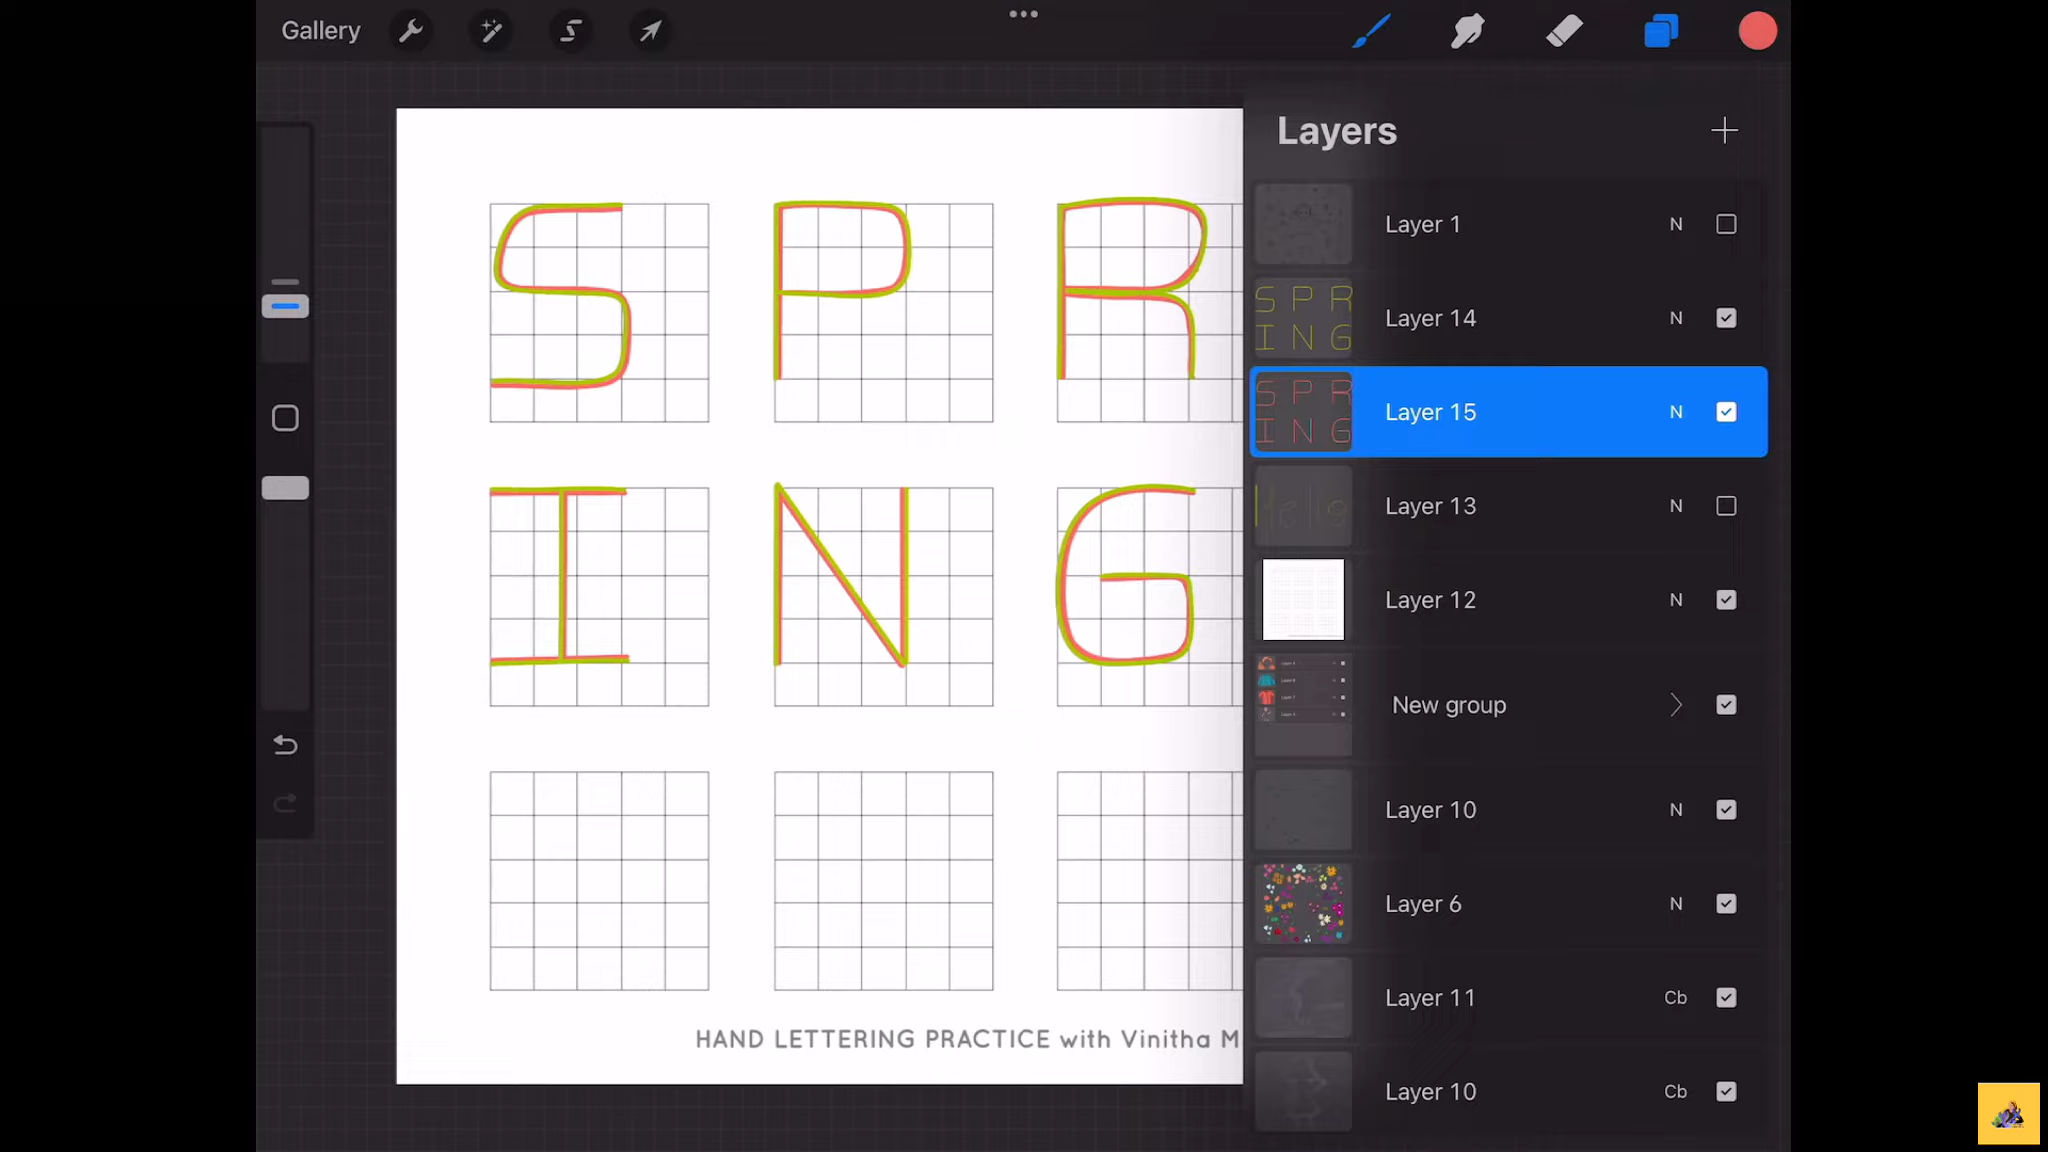 Gallery
Layers
Layer 1 N
Layer 14 N
Layer 15 N
Layer 13 N
Layer 12 N
New group
Layer 10 N
Layer 6 N
Layer 11 Cb
Layer 10 Cb
S P R
I N G
HAND LETTERING PRACTICE with Vinitha M
S P R
I N G
S P R
I N G
Hello